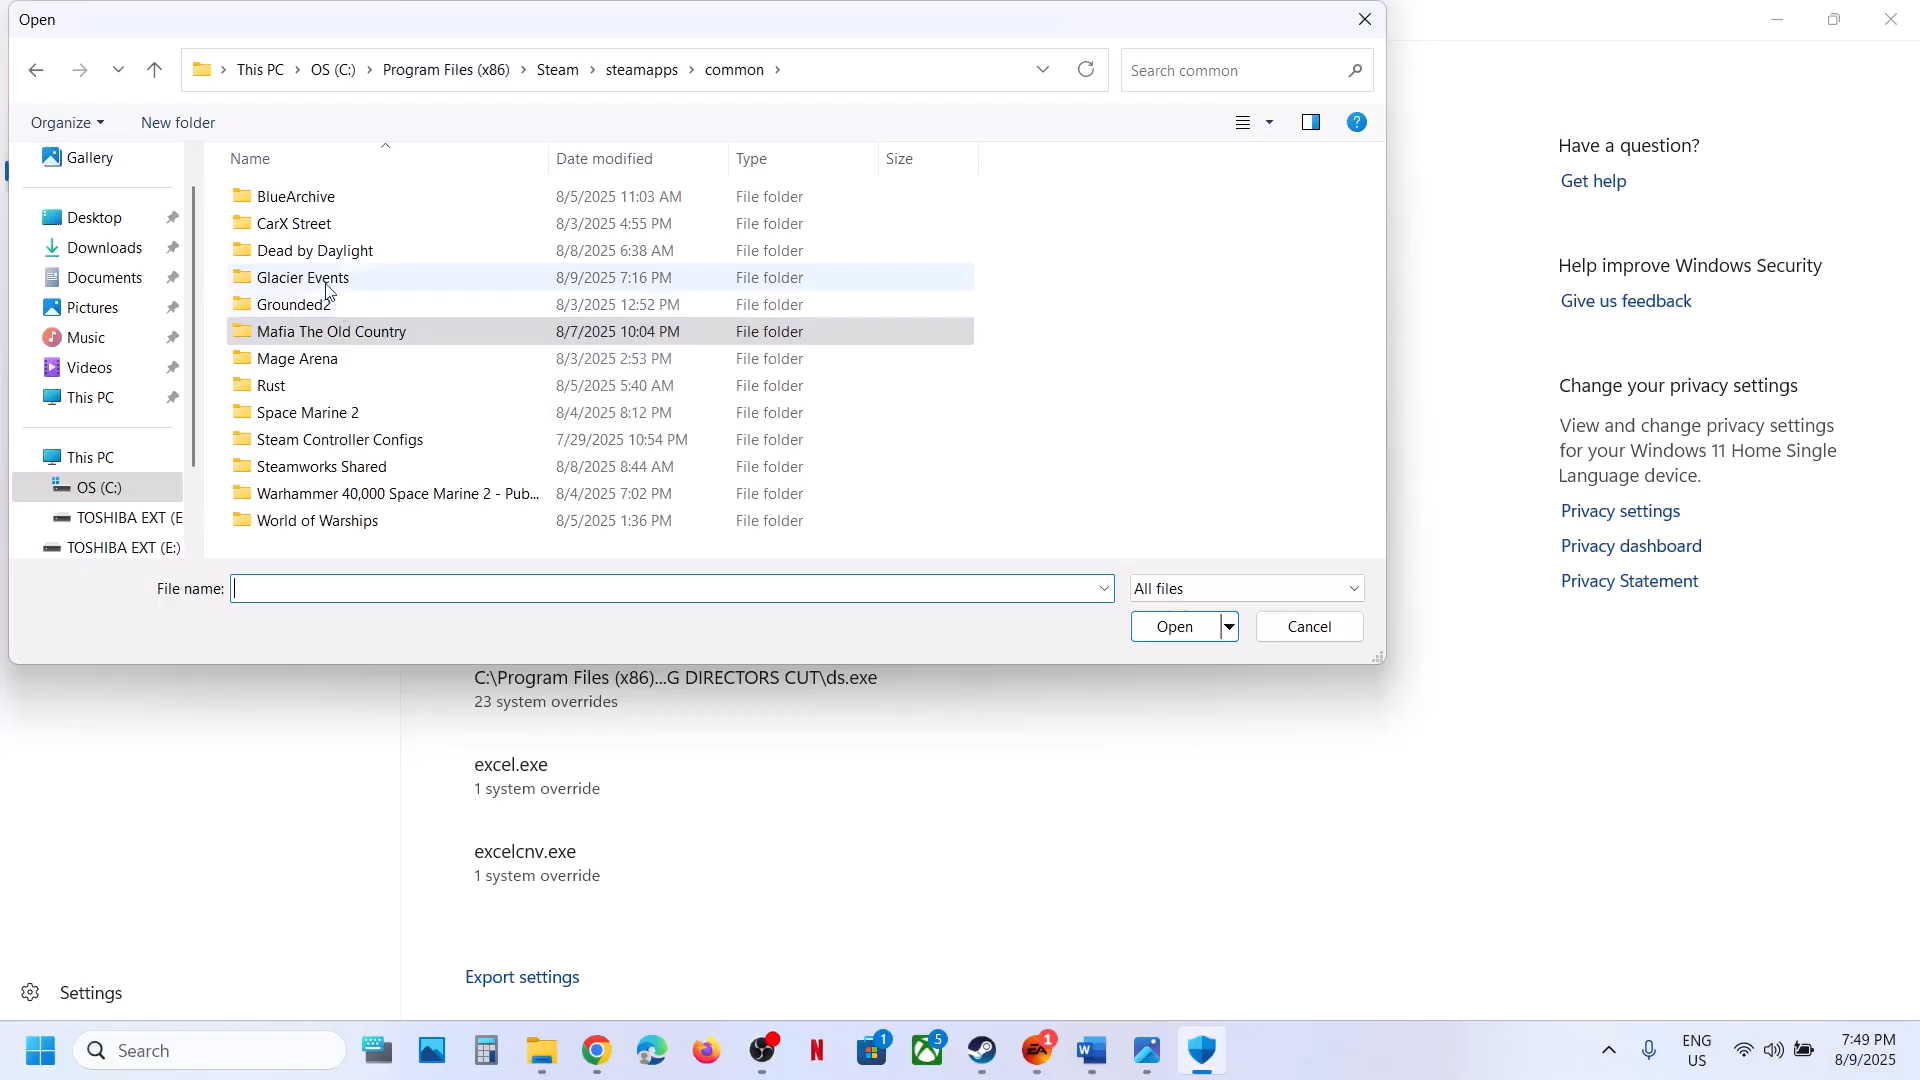 Open
This PC > OS (C:) > Program Files (x86) > Steam > steamapps > common >
Search common
Organize
New folder
Gallery
Desktop
Downloads
Documents
Pictures
Music
Videos
This PC
This PC
OS (C:)
TOSHIBA EXT (E
TOSHIBA EXT (E:)
Name Date modified Type Size
BlueArchive 8/5/2025 11:03 AM File folder
CarX Street 8/3/2025 4:55 PM File folder
Dead by Daylight 8/8/2025 6:38 AM File folder
Glacier Events 8/9/2025 7:16 PM File folder
Grounded2 8/3/2025 12:52 PM File folder
Mafia The Old Country 8/7/2025 10:04 PM File folder
Mage Arena 8/3/2025 2:53 PM File folder
Rust 8/5/2025 5:40 AM File folder
Space Marine 2 8/4/2025 8:12 PM File folder
Steam Controller Configs 7/29/2025 10:54 PM File folder
Steamworks Shared 8/8/2025 8:44 AM File folder
Warhammer 40,000 Space Marine 2 - Pub... 8/4/2025 7:02 PM File folder
World of Warships 8/5/2025 1:36 PM File folder
File name:
All files
Open
Cancel
C:\Program Files (x86)...G DIRECTORS CUT\ds.exe
23 system overrides
excel.exe
1 system override
excelcnv.exe
1 system override
Export settings
Settings
Have a question?
Get help
Help improve Windows Security
Give us feedback
Change your privacy settings
View and change privacy settings
for your Windows 11 Home Single
Language device.
Privacy settings
Privacy dashboard
Privacy Statement
Search
1
5
1
ENG
US
7:49 PM
8/9/2025